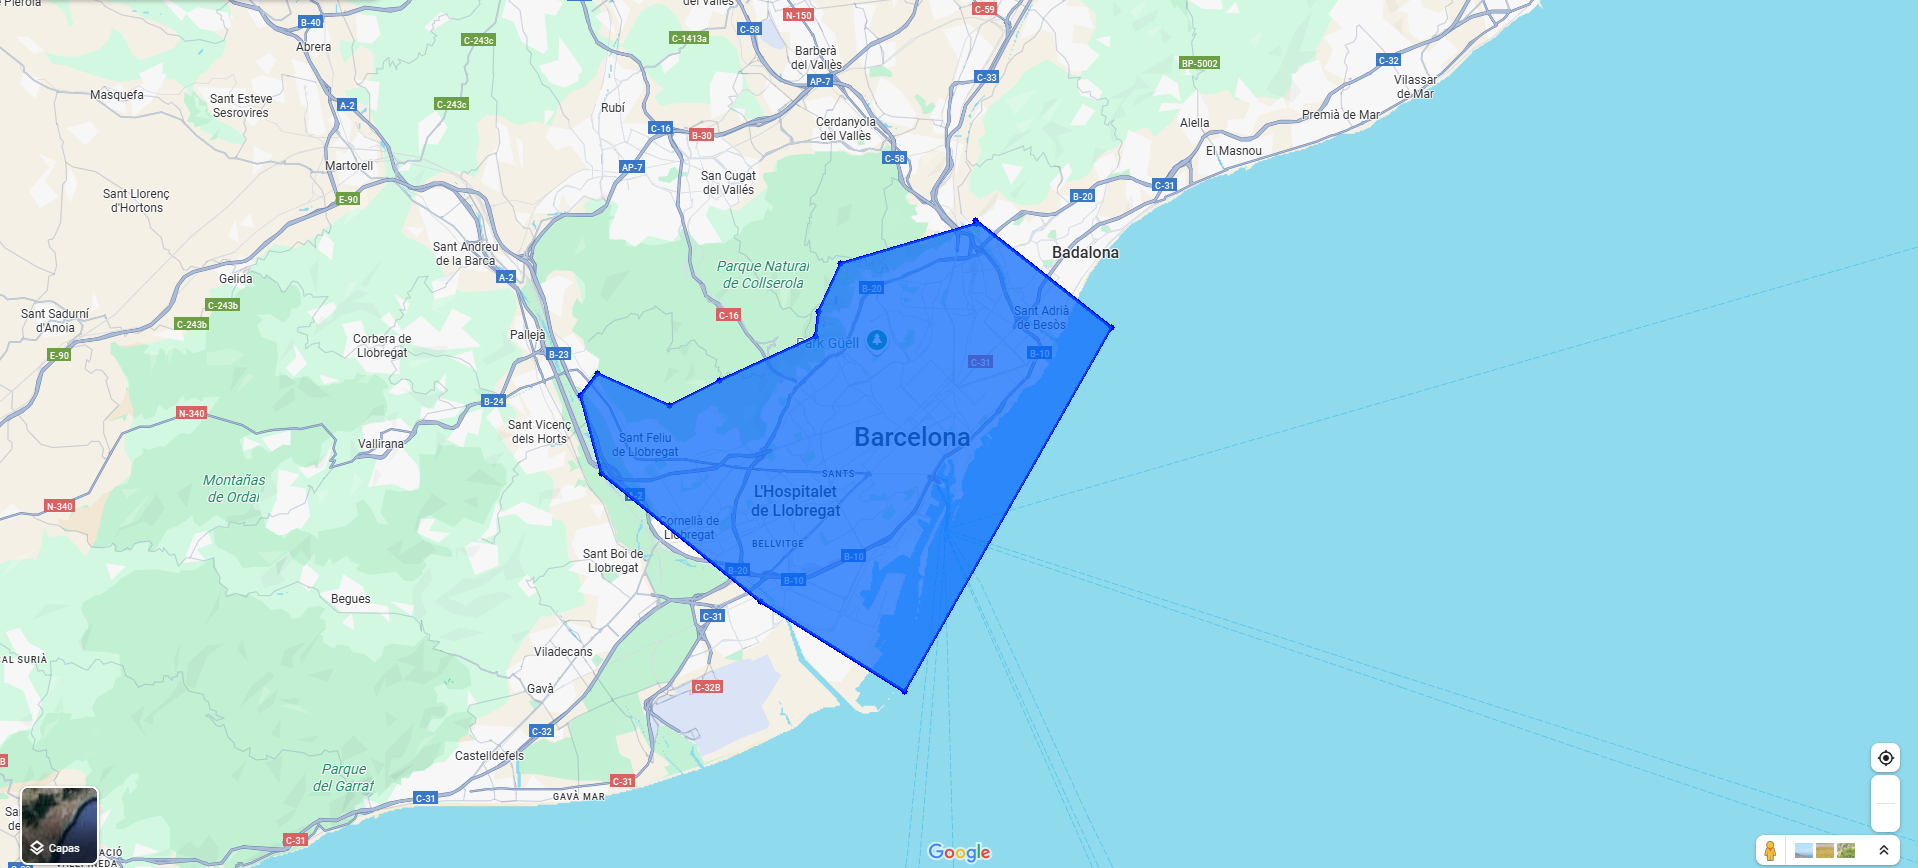 Pierola
B-40
Abrera
C-243c
C-1413a
del Vallès
C-58
N-150
C-59
Barberà
del Vallès
AP-7
C-33
BP-5002
C-32
Vilassar
de Mar
Masquefa
Sant Esteve
Sesrovires
A-2
C-243c
Rubí
C-16
B-30
Cerdanyola
del Vallès
Alella
Premià de Mar
El Masnou
Martorell
AP-7
C-58
San Cugat
del Vallés
C-31
B-20
Sant Llorenç
d'Hortons
E-90
Sant Andreu
de la Barca
A-2
Badalona
Parque Natural
de Collserola
Gelida
C-243b
C-243b
B-20
Sant Sadurní
d'Anoia
E-90
Corbera de
Llobregat
Pallejà
B-23
C-16
Sant Adrià
de Besòs
Park Güell
B-10
C-31
N-340
B-24
Sant Vicenç
dels Horts
Vallirana
Sant Feliu
de Llobregat
Barcelona
SANTS
Montañas
de Ordal
N-340
A-2
L'Hospitalet
de Llobregat
Cornellà de
Llobregat
BELLVITGE
B-10
Sant Boi de
Llobregat
B-20
B-10
Begues
C-31
Viladecans
CAL SURIÀ
Gavà
C-32B
C-32
Castelldefels
Parque
del Garraf
C-31
GAVÀ MAR
C-31
C-31
Capas
Google